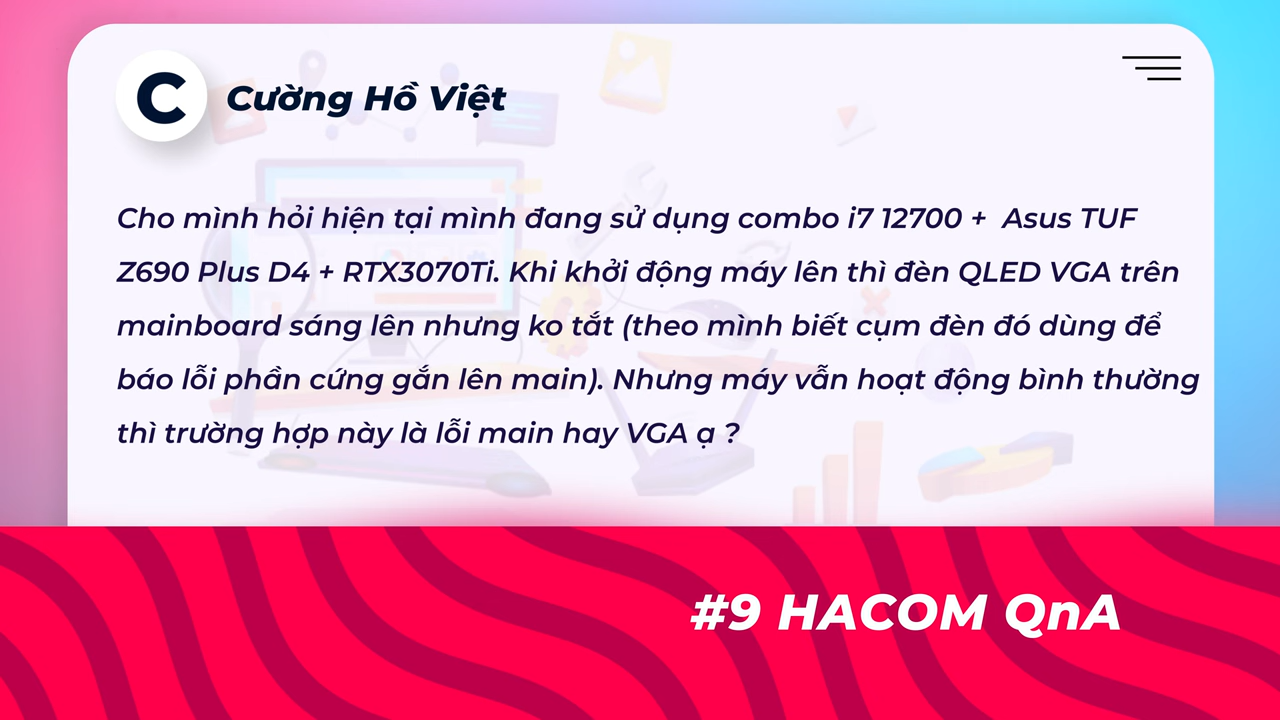 C
Cường Hồ Việt
Cho mình hỏi hiện tại mình đang sử dụng combo i7 12700 + Asus TUF
Z690 Plus D4 + RTX3070Ti. Khi khởi động máy lên thì đèn QLED VGA trên
mainboard sáng lên nhưng ko tắt (theo mình biết cụm đèn đó dùng để
báo lỗi phần cứng gắn lên main). Nhưng máy vẫn hoạt động bình thường
thì trường hợp này là lỗi main hay VGA ạ ?
#9 HACOM QnA